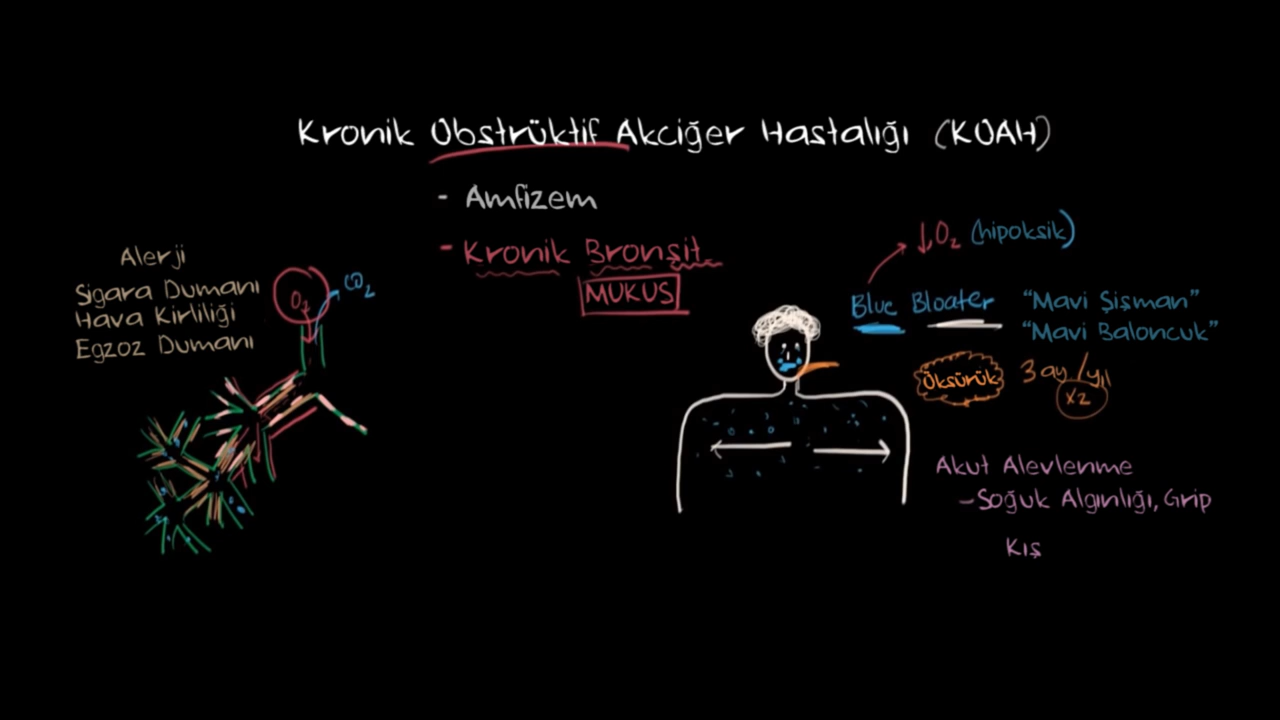 Kronik Obstrüktif Akciğer Hastalığı (KOAH)
- Amfizem
- Kronik Bronşit
MUKUS
Alerji
Sigara Dumanı
Hava Kirliliği
Egzoz Dumanı
O2
CO2
↓O2 (hipoksik)
Blue Bloater "Mavi Şişman"
"Mavi Baloncuk"
Öksürük 3 ay/yıl
x2
Akut Alevlenme
- Soğuk Algınlığı, Grip
Kış